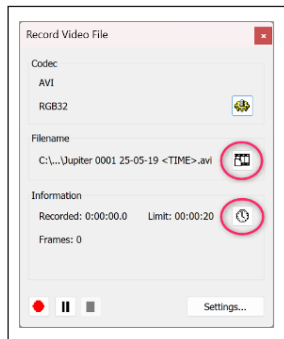 Record Video File
Codec
AVI
RGB32
Filename
C:\...\Jupiter 0001 25-05-19 <TIME>.avi
Information
Recorded: 0:00:00.0 Limit: 00:00:20
Frames: 0
Settings...